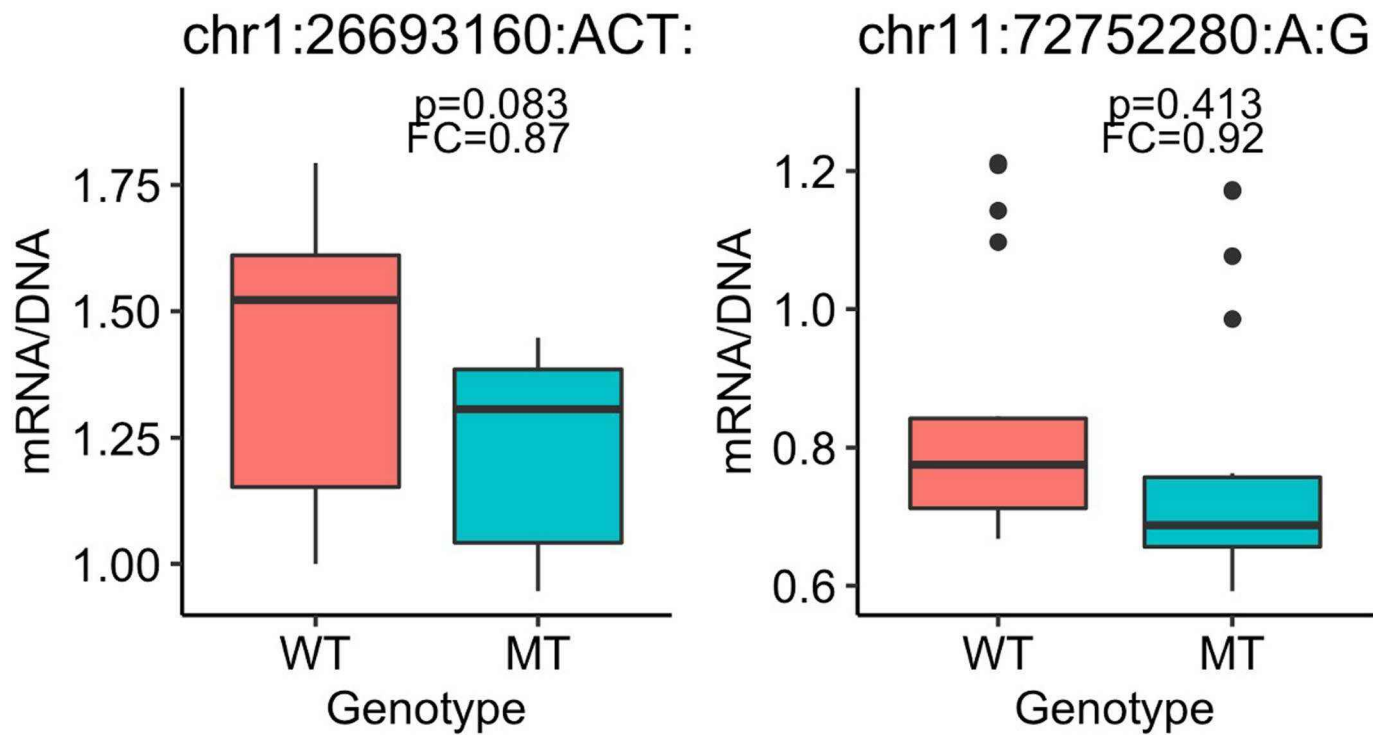 chr1:26693160:ACT:
p=0.083
FC=0.87
1.75
1.50
1.25
1.00
mRNA/DNA
WT MT
Genotype
chr11:72752280:A:G
p=0.413
FC=0.92
1.2
1.0
0.8
0.6
mRNA/DNA
WT MT
Genotype